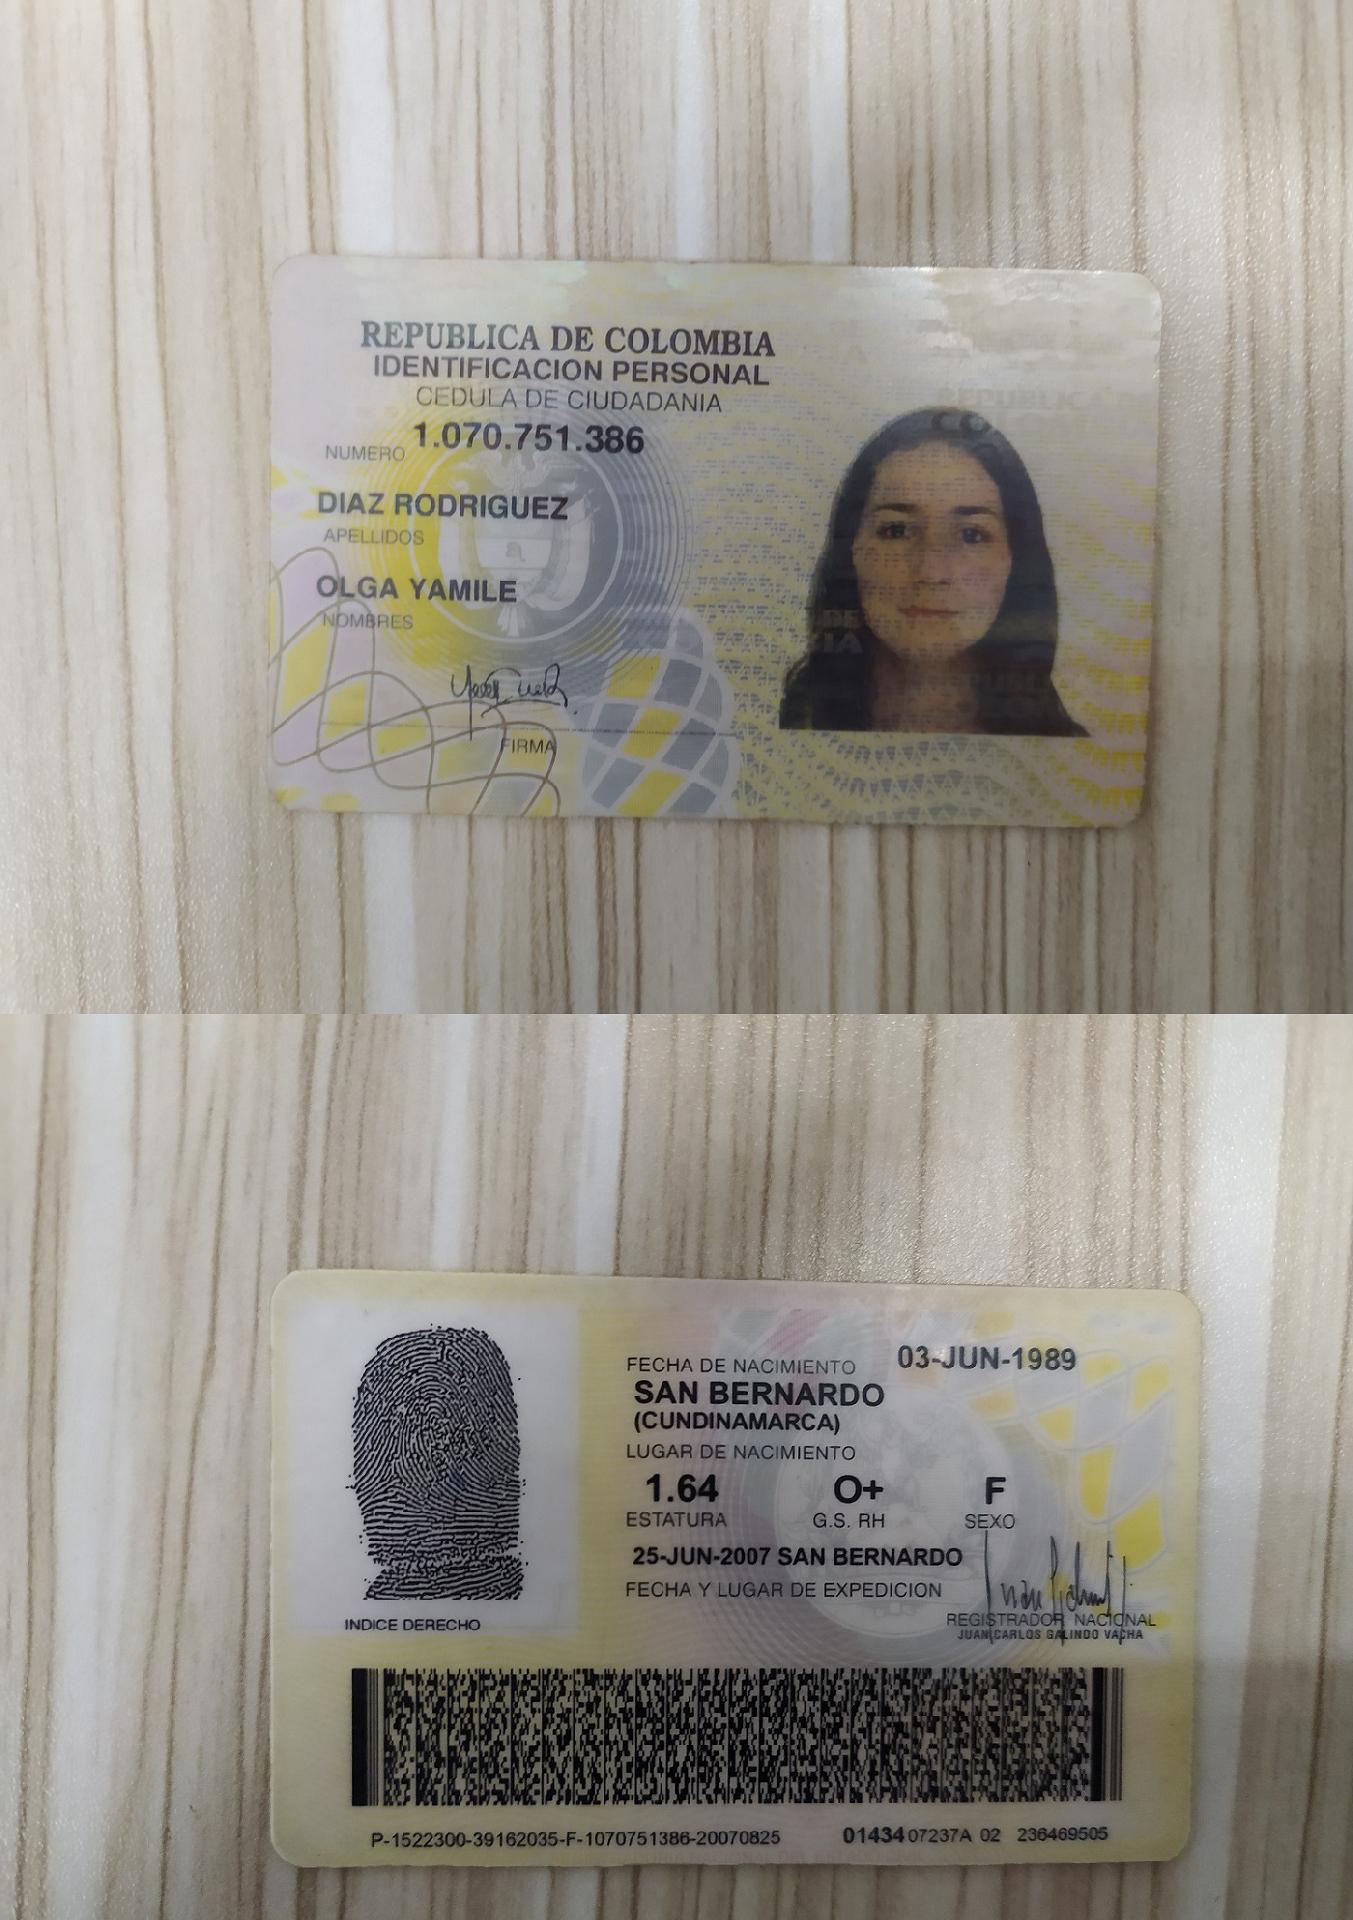 REPUBLICA DE COLOMBIA
IDENTIFICACION PERSONAL
CEDULA DE CIUDADANIA
NUMERO 1.070.751.386
DIAZ RODRIGUEZ
APELLIDOS
OLGA YAMILE
NOMBRES
FIRMA
FECHA DE NACIMIENTO 03-JUN-1989
SAN BERNARDO
(CUNDINAMARCA)
LUGAR DE NACIMIENTO
1.64 O+ F
ESTATURA G.S. RH SEXO
25-JUN-2007 SAN BERNARDO
FECHA Y LUGAR DE EXPEDICION
REGISTRADOR NACIONAL
JUAN CARLOS GALINDO VACHA
INDICE DERECHO
P-1522300-39162035-F-1070751386-20070825 01434 07237A 02 236469505